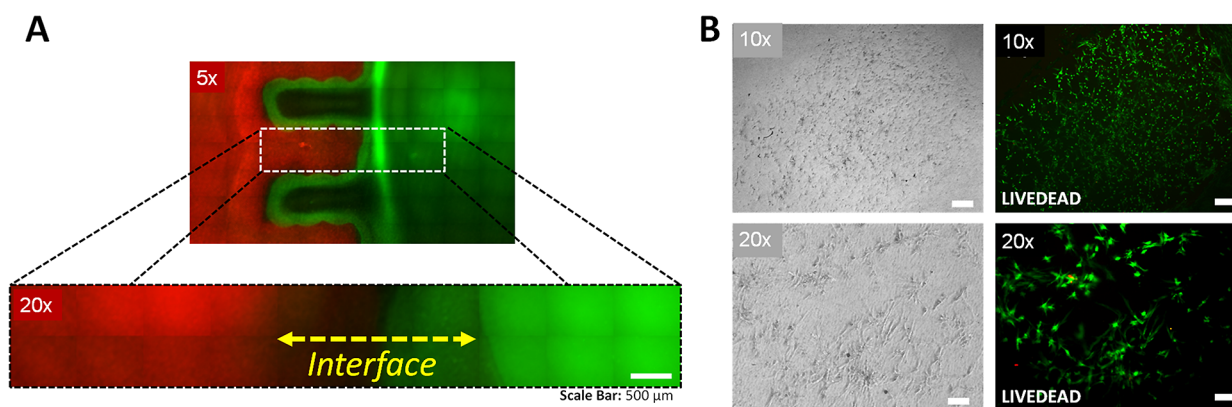 A
5x
20x
Interface
Scale Bar: 500 µm
B
10x
10x
LIVEDEAD
20x
20x
LIVEDEAD